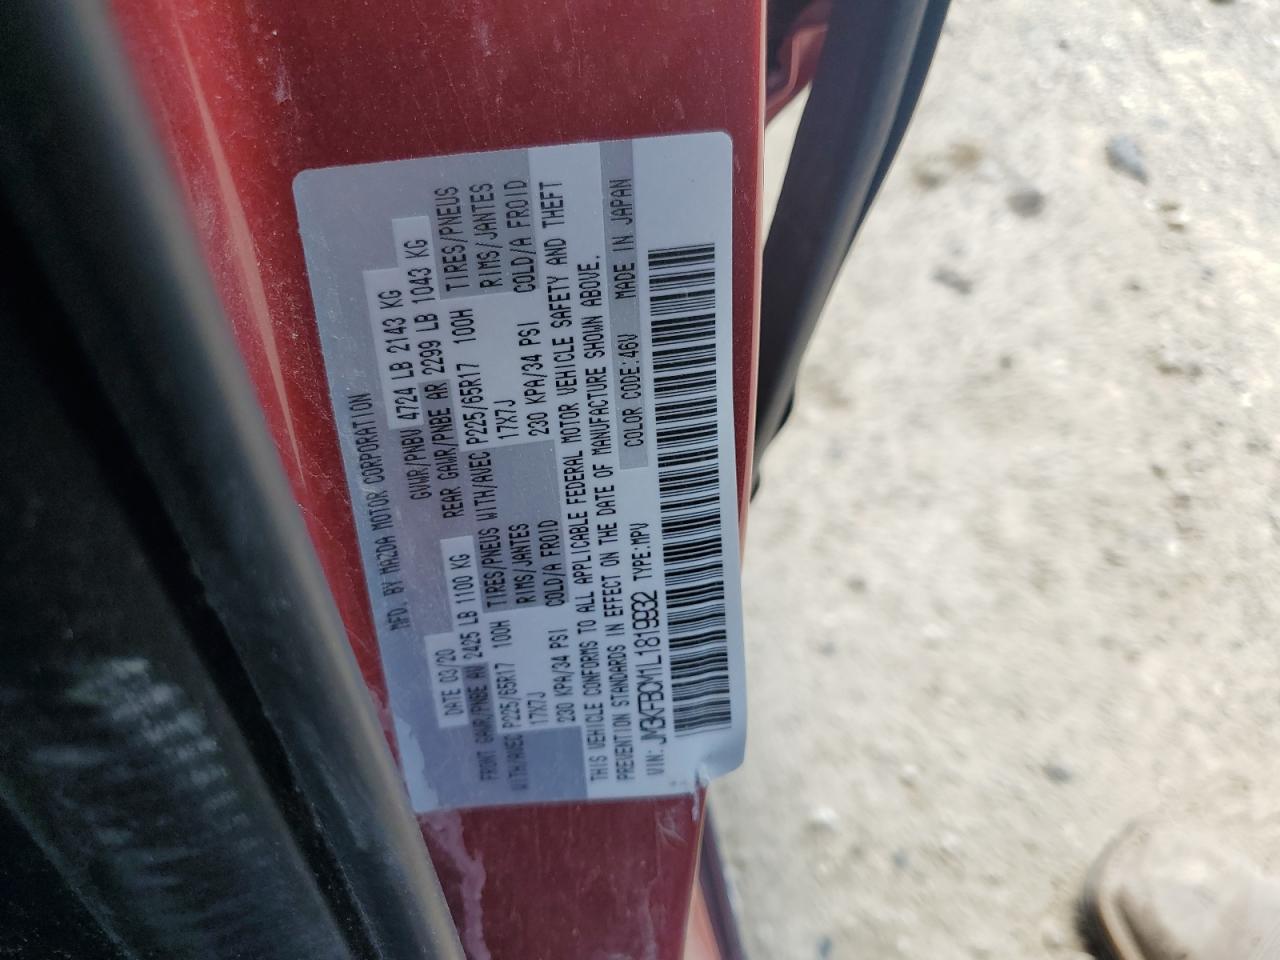 MFD. BY MAZDA MOTOR CORPORATION
DATE 03/20 GVWR/PNBV 4724 LB 2143 KG
FRONT GAWR/PNBE AV 2425 LB 1100 KG REAR GAWR/PNBE AR 2299 LB 1043 KG
WITH/AVEC P225/65R17 100H TIRES/PNEUS WITH/AVEC P225/65R17 100H TIRES/PNEUS
17X7J RIMS/JANTES 17X7J RIMS/JANTES
230 KPA/34 PSI COLD/A FROID 230 KPA/34 PSI COLD/A FROID
THIS VEHICLE CONFORMS TO ALL APPLICABLE FEDERAL MOTOR VEHICLE SAFETY AND THEFT
PREVENTION STANDARDS IN EFFECT ON THE DATE OF MANUFACTURE SHOWN ABOVE.
VIN: JM3KFBCM1L1819932 TYPE:MPV COLOR CODE:46V MADE IN JAPAN